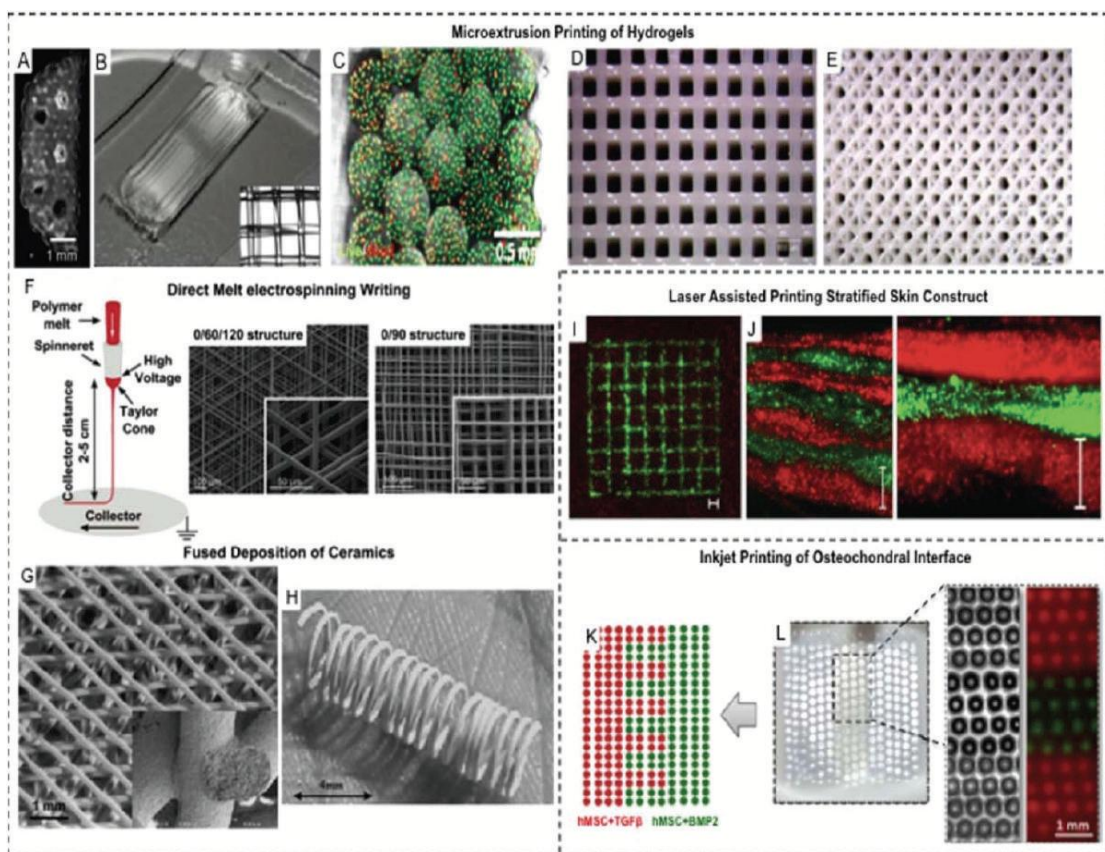 Microextrusion Printing of Hydrogels
A
B
C
D
E
1 mm
0.5 mm
F
Direct Melt electrospinning Writing
Polymer
melt
Spinneret
High
Voltage
Taylor
Cone
Collector distance
2-5 cm
Collector
0/60/120 structure
0/90 structure
Laser Assisted Printing Stratified Skin Construct
I
J
Fused Deposition of Ceramics
G
1 mm
H
4mm
Inkjet Printing of Osteochondral Interface
K
hMSC+TGFβ hMSC+BMP2
L
1 mm